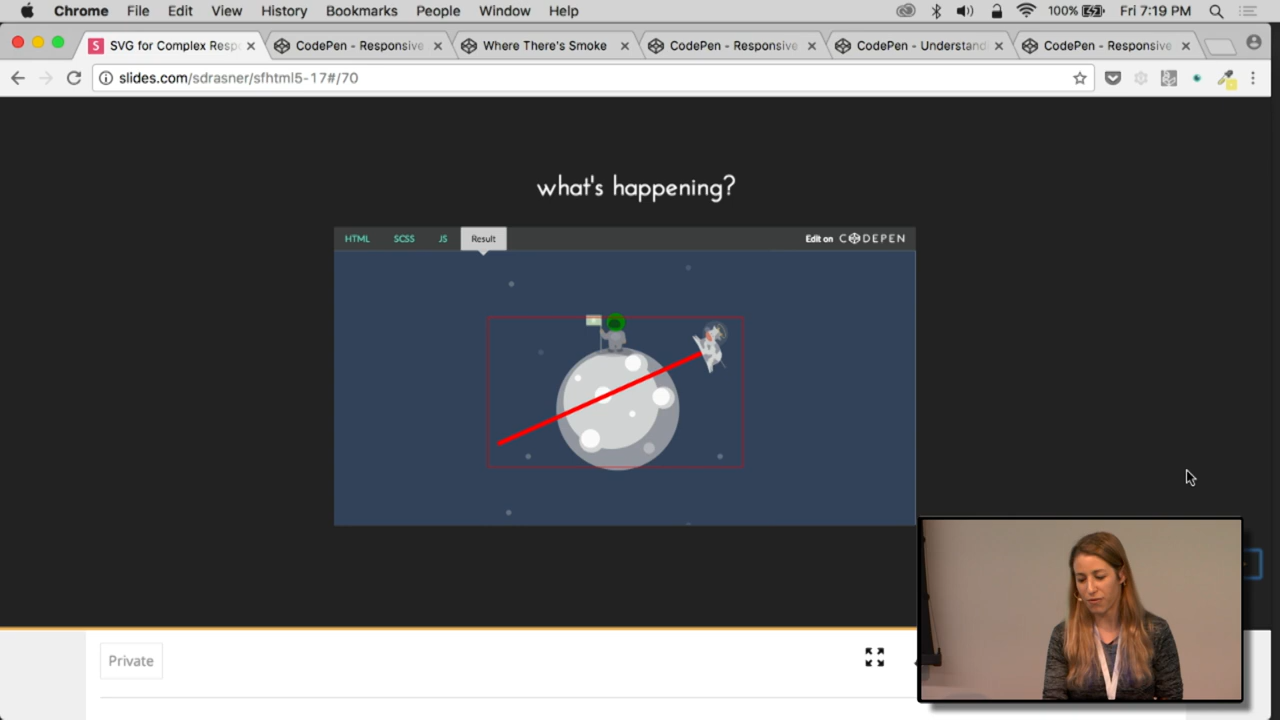 Chrome File Edit View History Bookmarks People Window Help 100% Fri 7:19 PM
S SVG for Complex Resp CodePen - Responsive Where There's Smoke CodePen - Responsive CodePen - Understand CodePen - Responsive
slides.com/sdrasner/sfhtml5-17#/70
what's happening?
HTML SCSS JS Result Edit on CODEPEN
Private